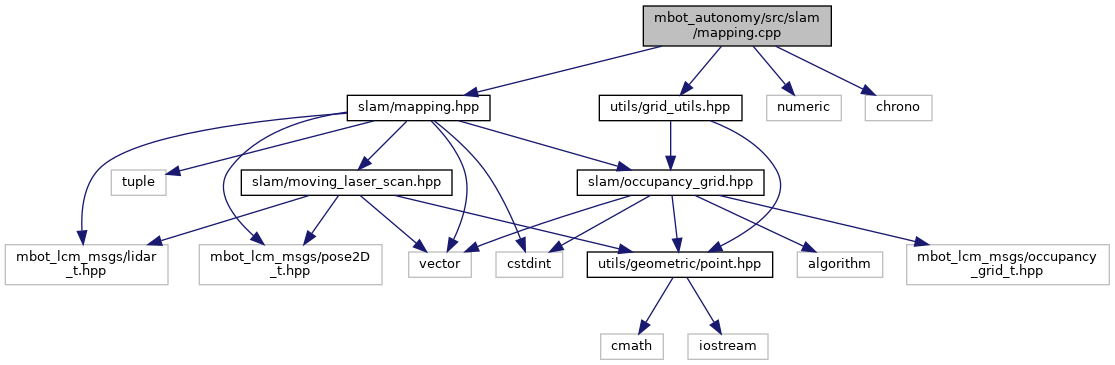 mbot_autonomy/src/slam
/mapping.cpp
slam/mapping.hpp
utils/grid_utils.hpp
numeric
chrono
tuple
slam/moving_laser_scan.hpp
slam/occupancy_grid.hpp
mbot_lcm_msgs/lidar
_t.hpp
mbot_lcm_msgs/pose2D
_t.hpp
vector
cstdint
utils/geometric/point.hpp
algorithm
mbot_lcm_msgs/occupancy
_grid_t.hpp
cmath
iostream